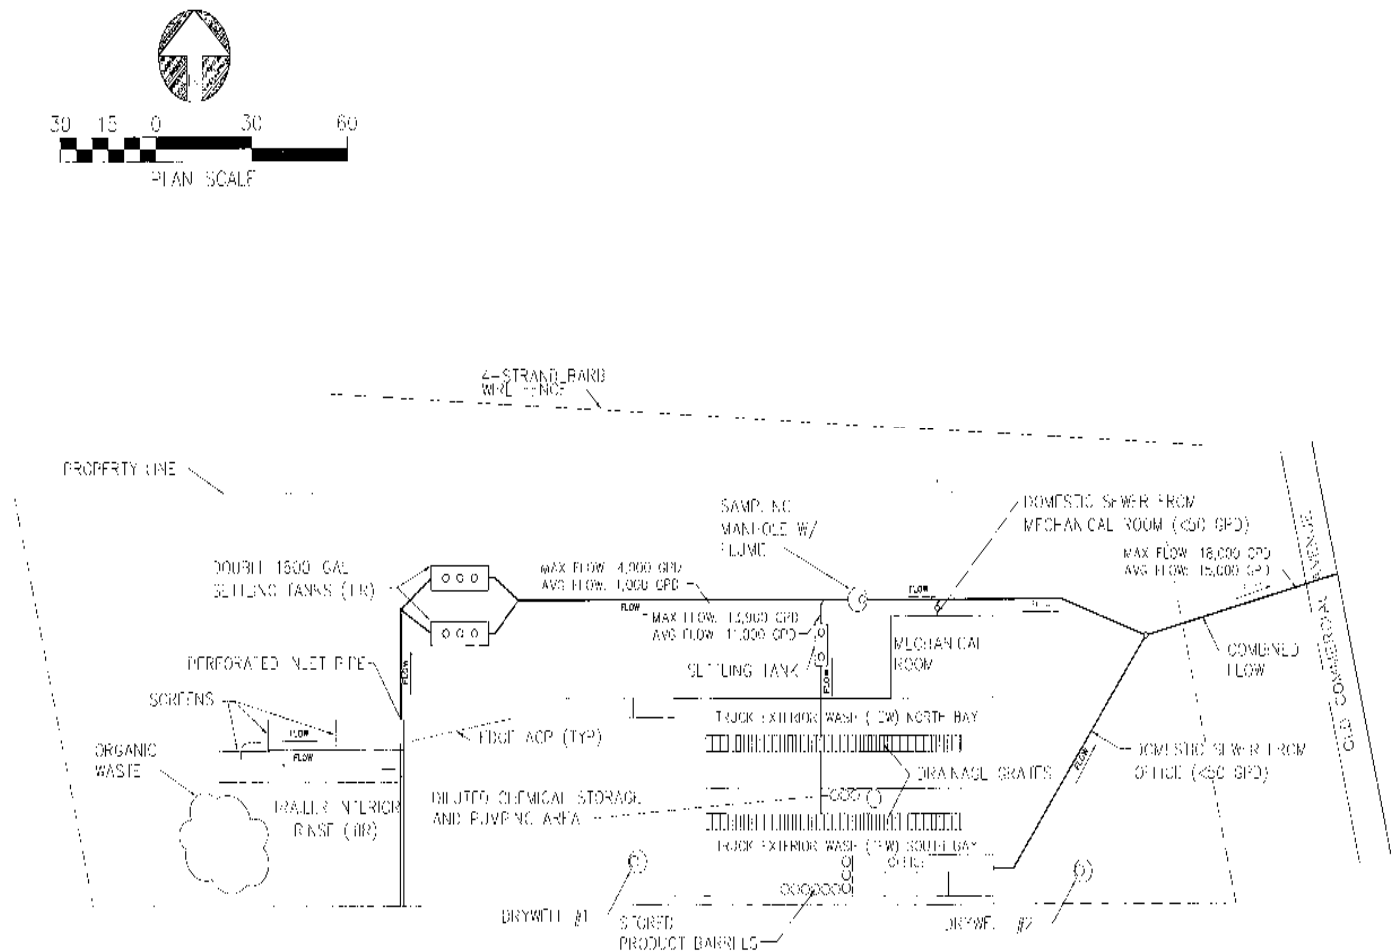 30 15 0 30 60
PLAN SCALE
4-STRAND BARB
WIRE FENCE
PROPERTY LINE
SAMPLING
MANHOLE W/
FLUME
DOMESTIC SEWER FROM
MECHANICAL ROOM (<50 GPD)
MAX FLOW: 18,000 GPD
AVG FLOW: 15,000 GPD
OLD COMMERCIAL AVENUE
DOUBLE 1500 GAL
SETTLING TANKS (TIR)
MAX FLOW: 4,900 GPD
AVG FLOW: 1,000 GPD
FLOW
FLOW
FLOW
MAX FLOW:
AVG FLOW: 11,000 GPD
SETTLING TANK
FLOW
MECHANICAL
ROOM
COMBINED
FLOW
PERFORATED INLET PIPE
FLOW
SCREENS
FLOW
FLOW
EDGE ACP (TYP)
TRUCK EXTERIOR WASH (TEW) NORTH BAY
ORGANIC
WASTE
DRAINAGE GRATES
DOMESTIC SEWER FROM
OFFICE (<50 GPD)
FLOW
TRAILER INTERIOR
RINSE (TIR)
DILUTED CHEMICAL STORAGE
AND PUMPING AREA
TRUCK EXTERIOR WASH (TEW) SOUTH BAY
DRYWELL #1
STORED
PRODUCT BARRELS
DRYWELL #2